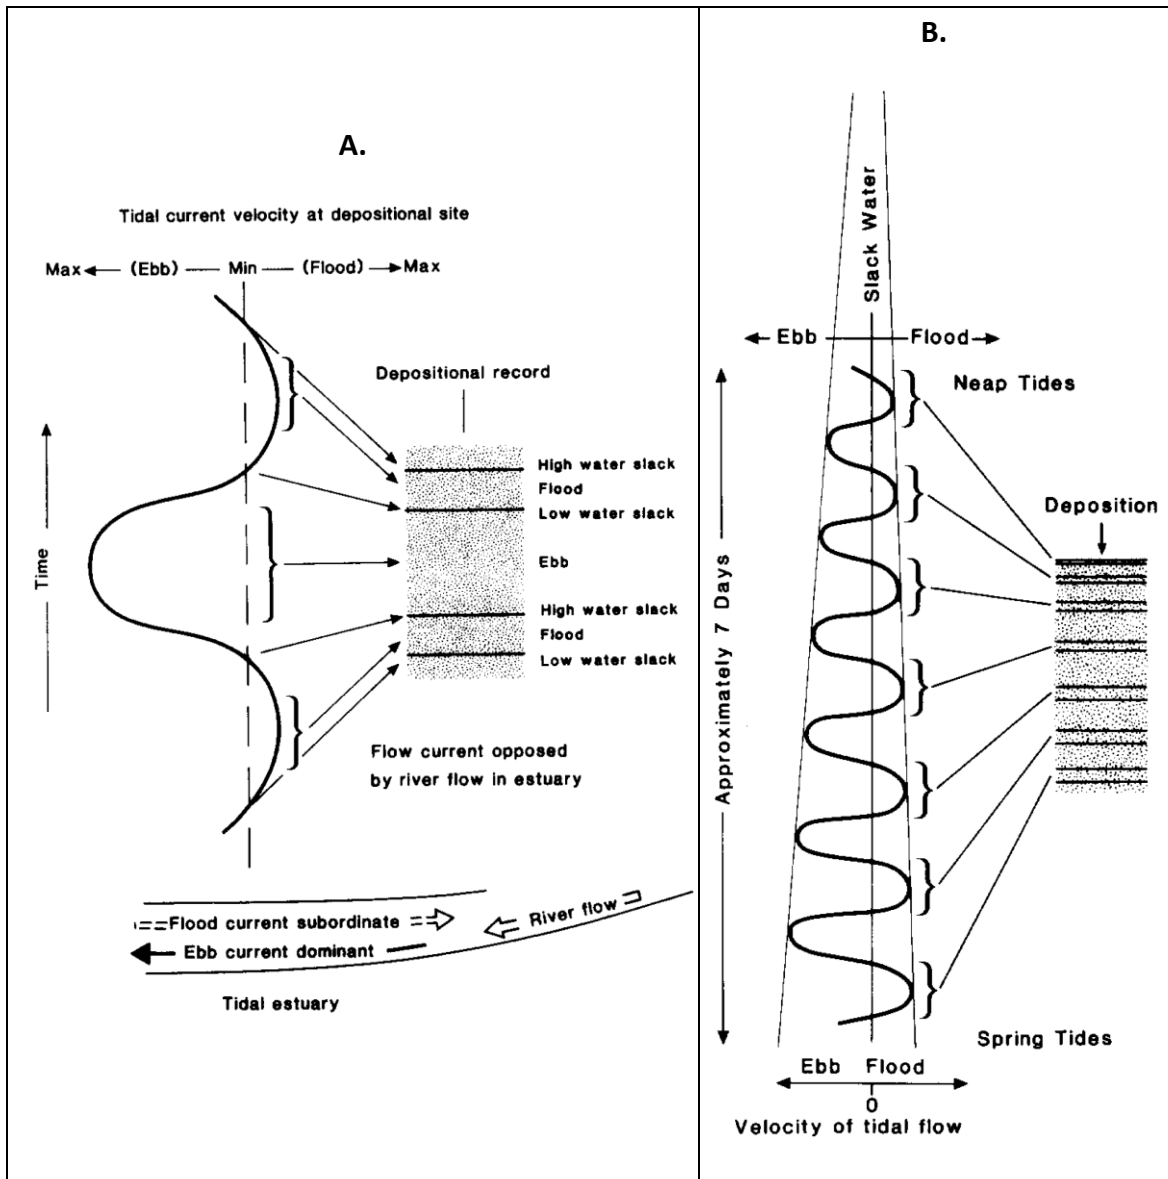 A.
Tidal current velocity at depositional site
Max (Ebb) Min (Flood) Max
Depositional record
Time
High water slack
Flood
Low water slack
Ebb
High water slack
Flood
Low water slack
Flow current opposed
by river flow in estuary
Flood current subordinate
River flow
Ebb current dominant
Tidal estuary
B.
Slack Water
Ebb Flood
Neap Tides
Approximately 7 Days
Deposition
Spring Tides
Ebb Flood
0
Velocity of tidal flow